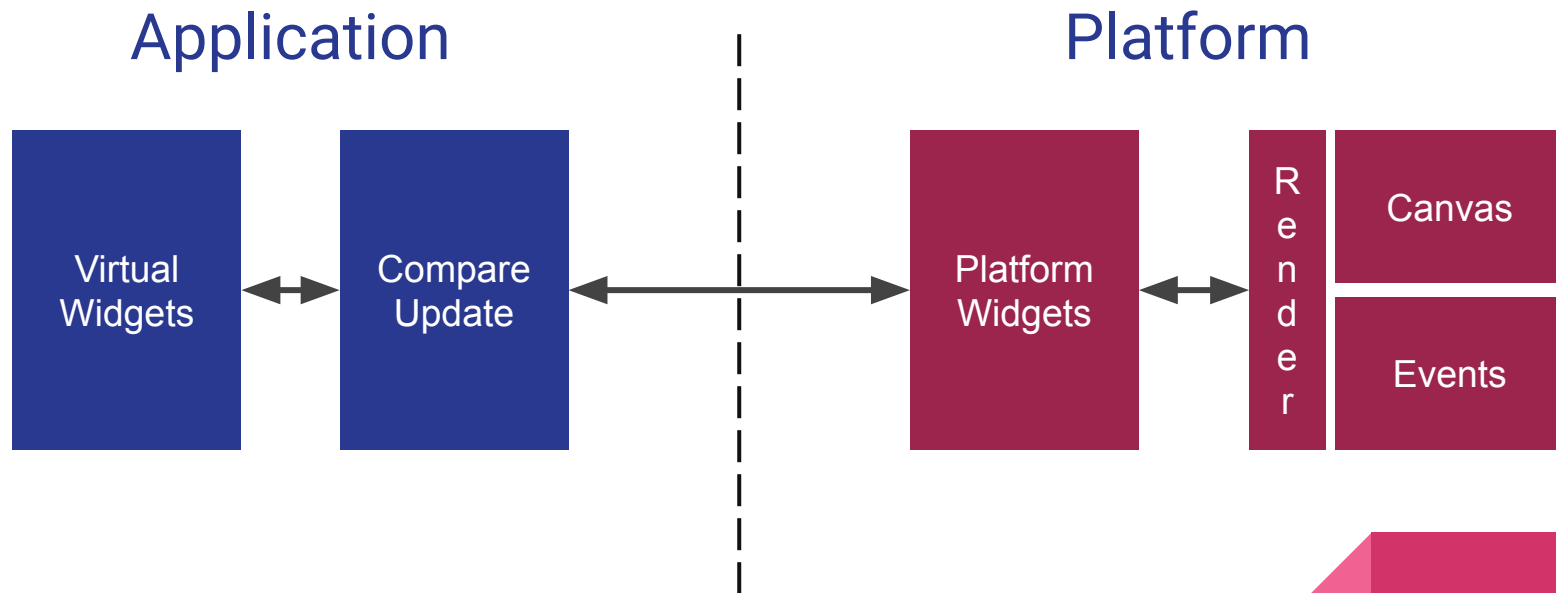 Application
Platform
Virtual
Widgets
Compare
Update
Platform
Widgets
R
e
n
d
e
r
Canvas
Events